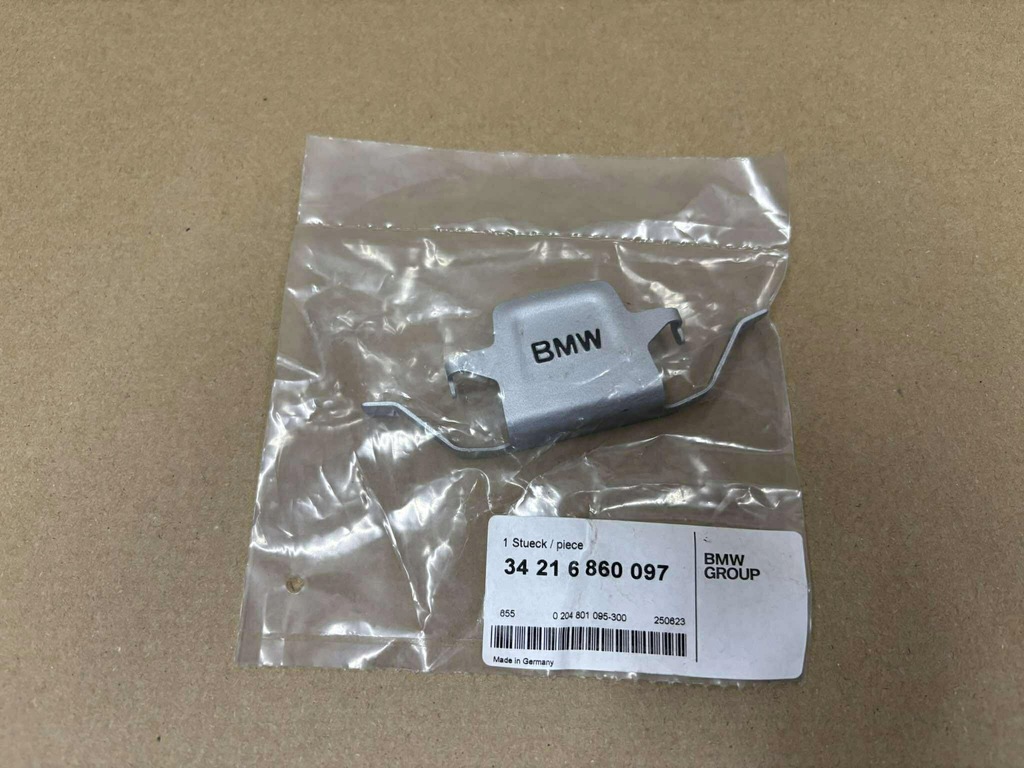 BMW
1 Stueck / piece
34 21 6 860 097
BMW
GROUP
655 0 204 801 095-300 250623
Made in Germany